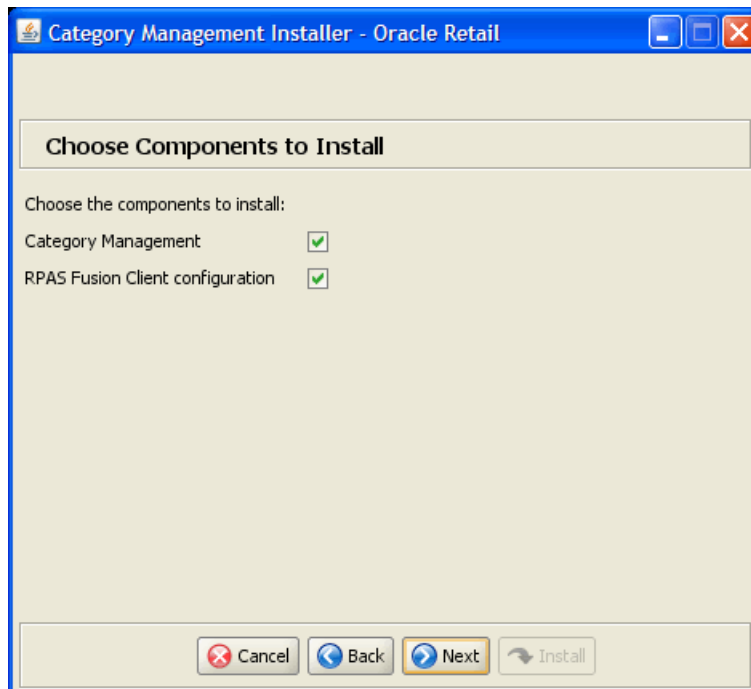 Category Management Installer - Oracle Retail
Choose Components to Install
Choose the components to install:
Category Management
RPAS Fusion Client configuration
Cancel Back Next Install